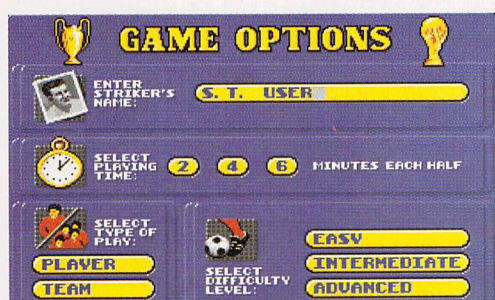 GAME OPTIONS
ENTER
STRIKER'S
NAME:
S. T. USER
SELECT
PLAYING
TIME:
2 4 6 MINUTES EACH HALF
SELECT
TYPE OF
PLAY:
PLAYER
TEAM
SELECT
DIFFICULTY
LEVEL:
EASY
INTERMEDIATE
ADVANCED